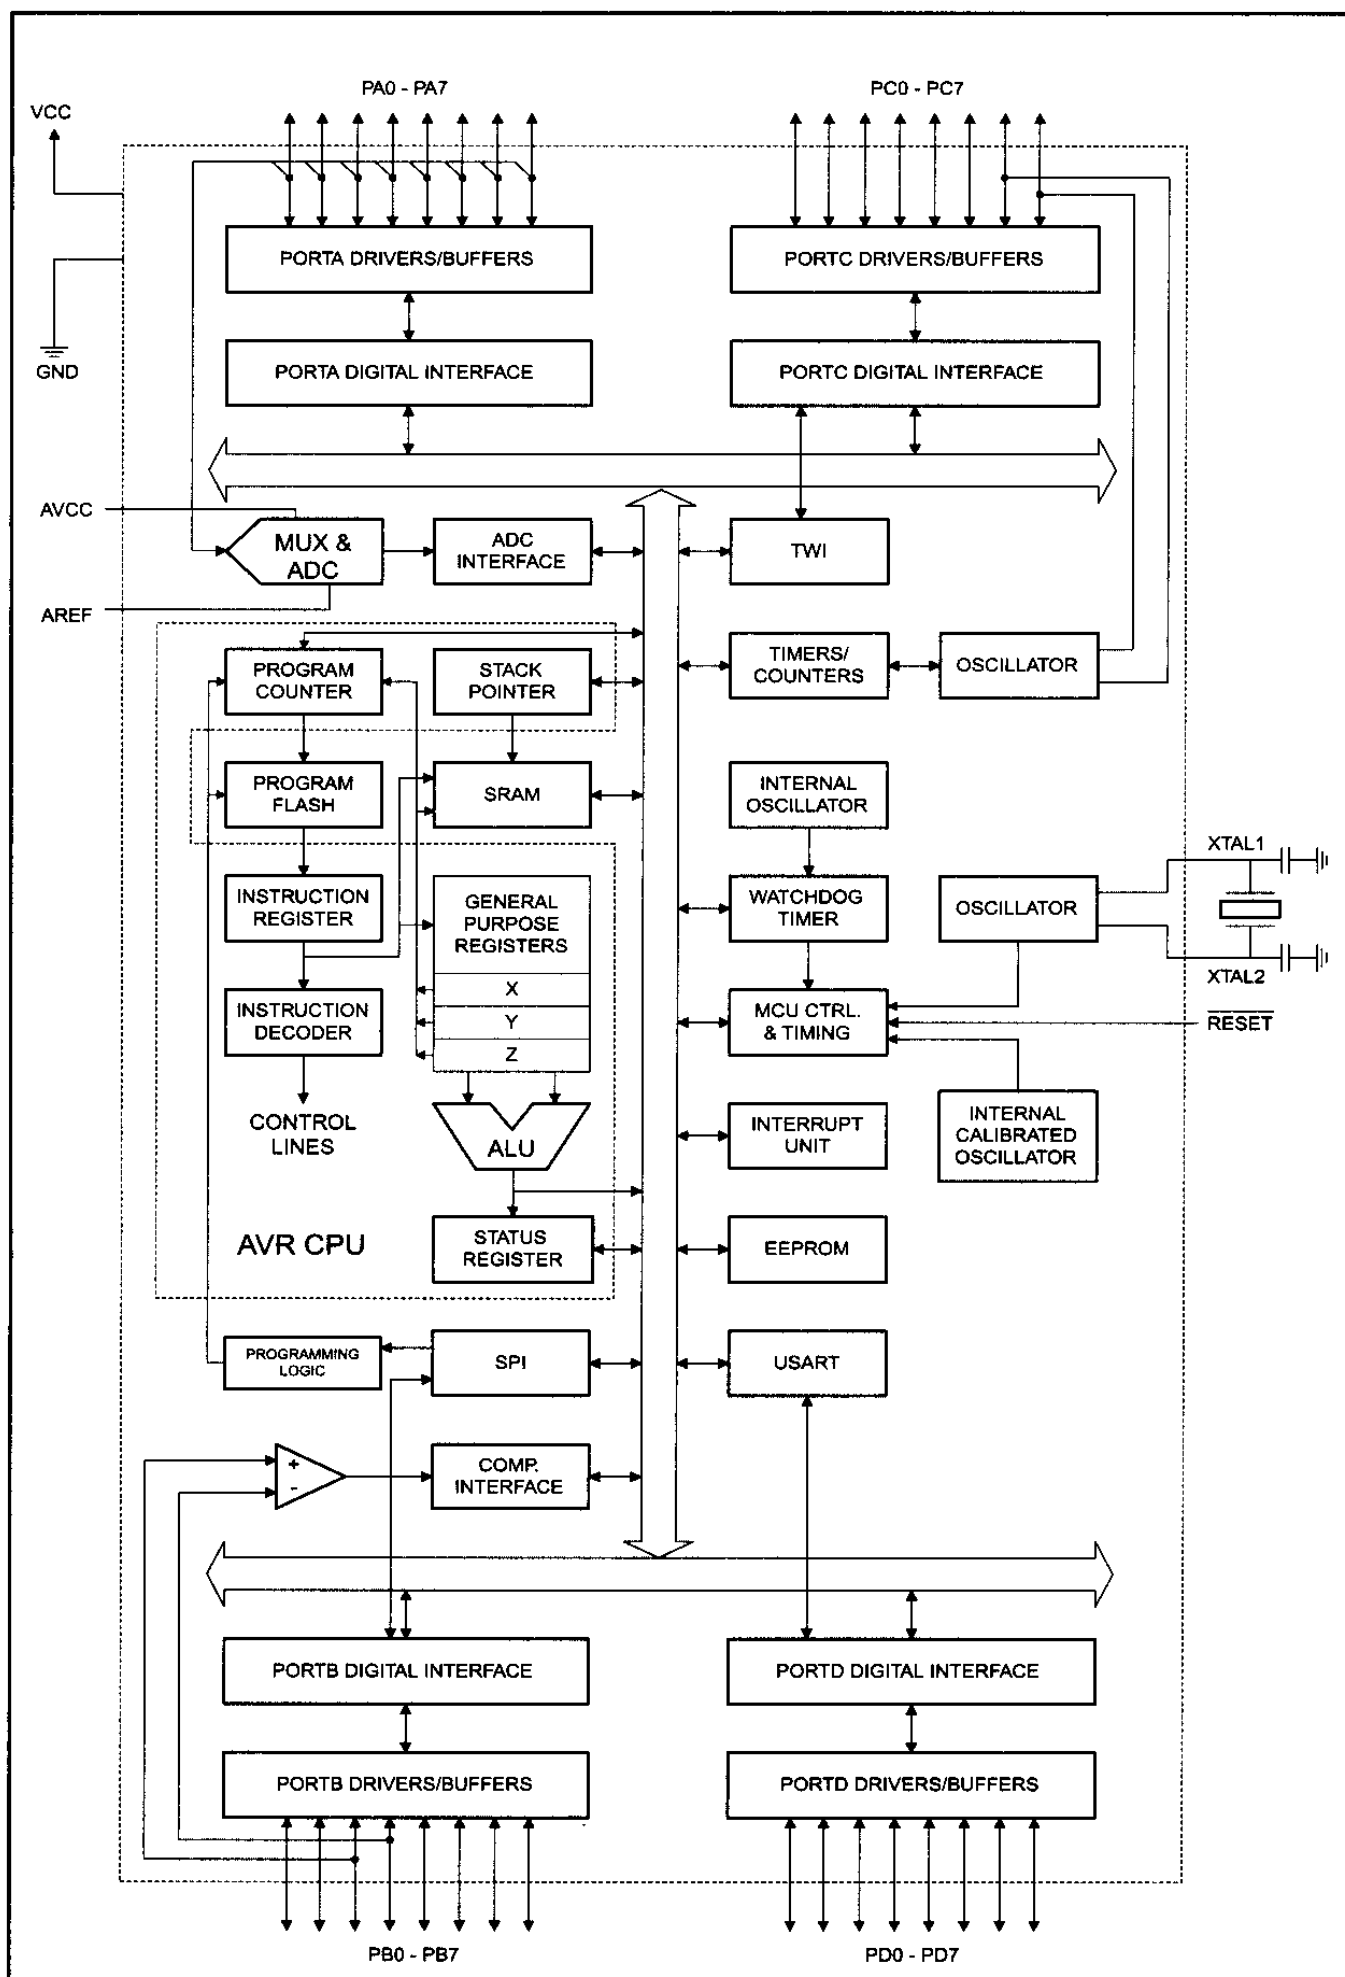 PA0 - PA7
PC0 - PC7
VCC
PORTA DRIVERS/BUFFERS
PORTC DRIVERS/BUFFERS
GND
PORTA DIGITAL INTERFACE
PORTC DIGITAL INTERFACE
AVCC
MUX &
ADC
ADC
INTERFACE
TWI
AREF
PROGRAM
COUNTER
STACK
POINTER
TIMERS/
COUNTERS
OSCILLATOR
PROGRAM
FLASH
SRAM
INTERNAL
OSCILLATOR
XTAL1
INSTRUCTION
REGISTER
GENERAL
PURPOSE
REGISTERS
WATCHDOG
TIMER
OSCILLATOR
XTAL2
X
INSTRUCTION
DECODER
Y
Z
MCU CTRL.
& TIMING
RESET
CONTROL
LINES
ALU
INTERRUPT
UNIT
INTERNAL
CALIBRATED
OSCILLATOR
AVR CPU
STATUS
REGISTER
EEPROM
PROGRAMMING
LOGIC
SPI
USART
+
-
COMP.
INTERFACE
PORTB DIGITAL INTERFACE
PORTD DIGITAL INTERFACE
PORTB DRIVERS/BUFFERS
PORTD DRIVERS/BUFFERS
PB0 - PB7
PD0 - PD7